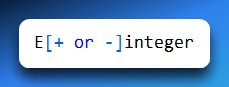 E[+ or -]integer